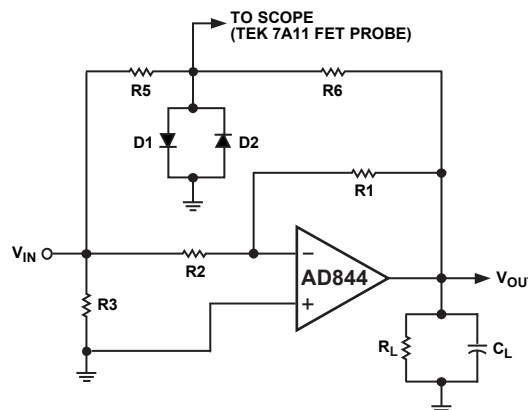 TO SCOPE
(TEK 7A11 FET PROBE)
R5
R6
D1
D2
R1
VIN
R2
−
AD844
+
VOUT
R3
RL
CL